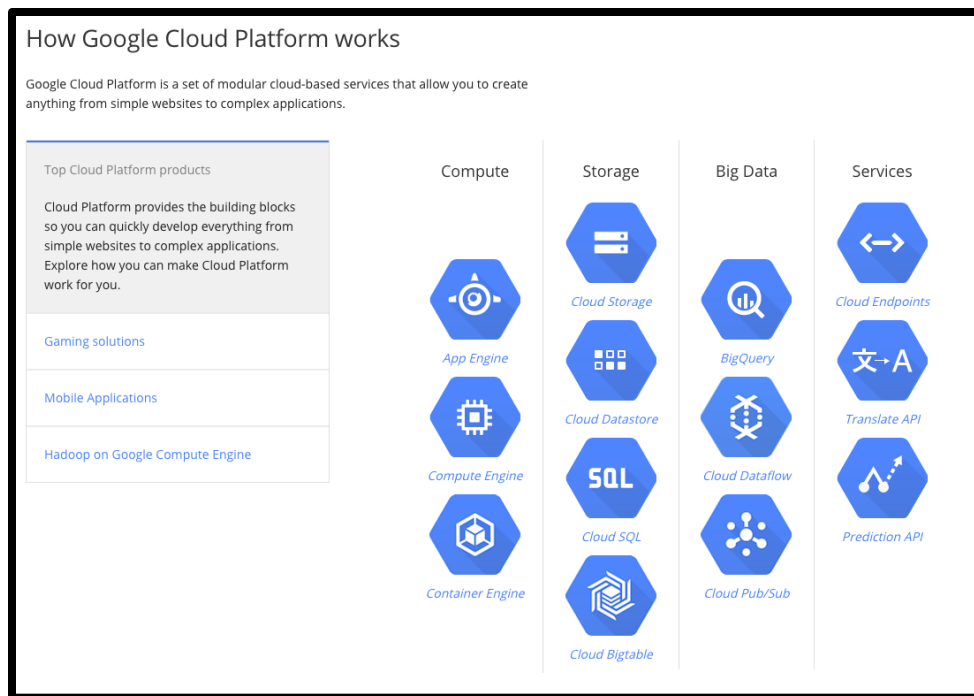 How Google Cloud Platform works
Google Cloud Platform is a set of modular cloud-based services that allow you to create
anything from simple websites to complex applications.
Top Cloud Platform products
Cloud Platform provides the building blocks
so you can quickly develop everything from
simple websites to complex applications.
Explore how you can make Cloud Platform
work for you.
Gaming solutions
Mobile Applications
Hadoop on Google Compute Engine
Compute
App Engine
Compute Engine
Container Engine
Storage
Cloud Storage
Cloud Datastore
SQL
Cloud SQL
Cloud Bigtable
Big Data
BigQuery
Cloud Dataflow
Cloud Pub/Sub
Services
Cloud Endpoints
文→A
Translate API
Prediction API